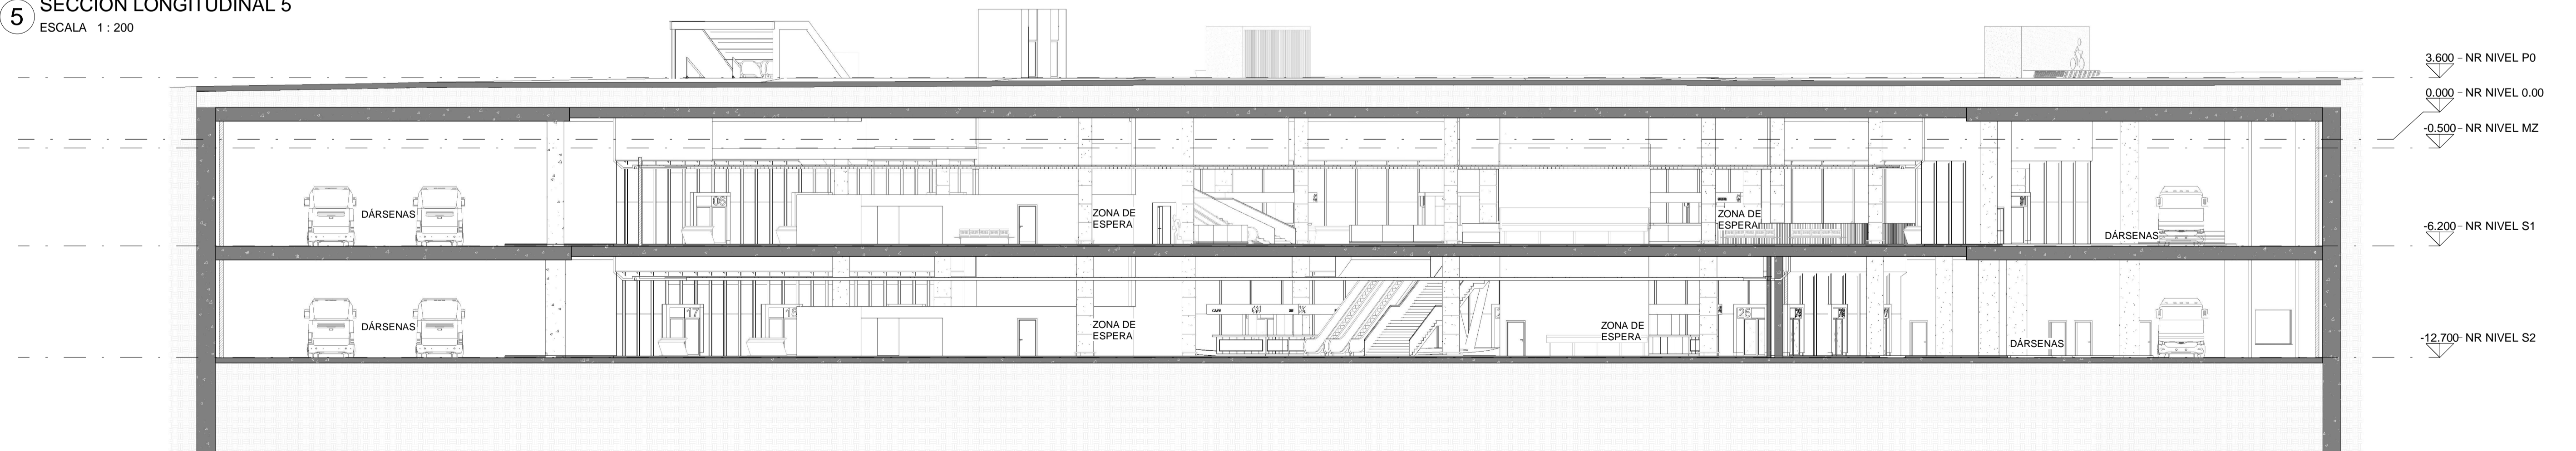 5
SECCIÓN LONGITUDINAL 5
ESCALA 1 : 200
3.600 - NR NIVEL P0
0.000 - NR NIVEL 0.00
-0.500 - NR NIVEL MZ
DÁRSENAS
ZONA DE
ESPERA
ZONA DE
ESPERA
DÁRSENAS
-6.200 - NR NIVEL S1
17
18
CAFE
25
DÁRSENAS
ZONA DE
ESPERA
ZONA DE
ESPERA
DÁRSENAS
-12.700 - NR NIVEL S2